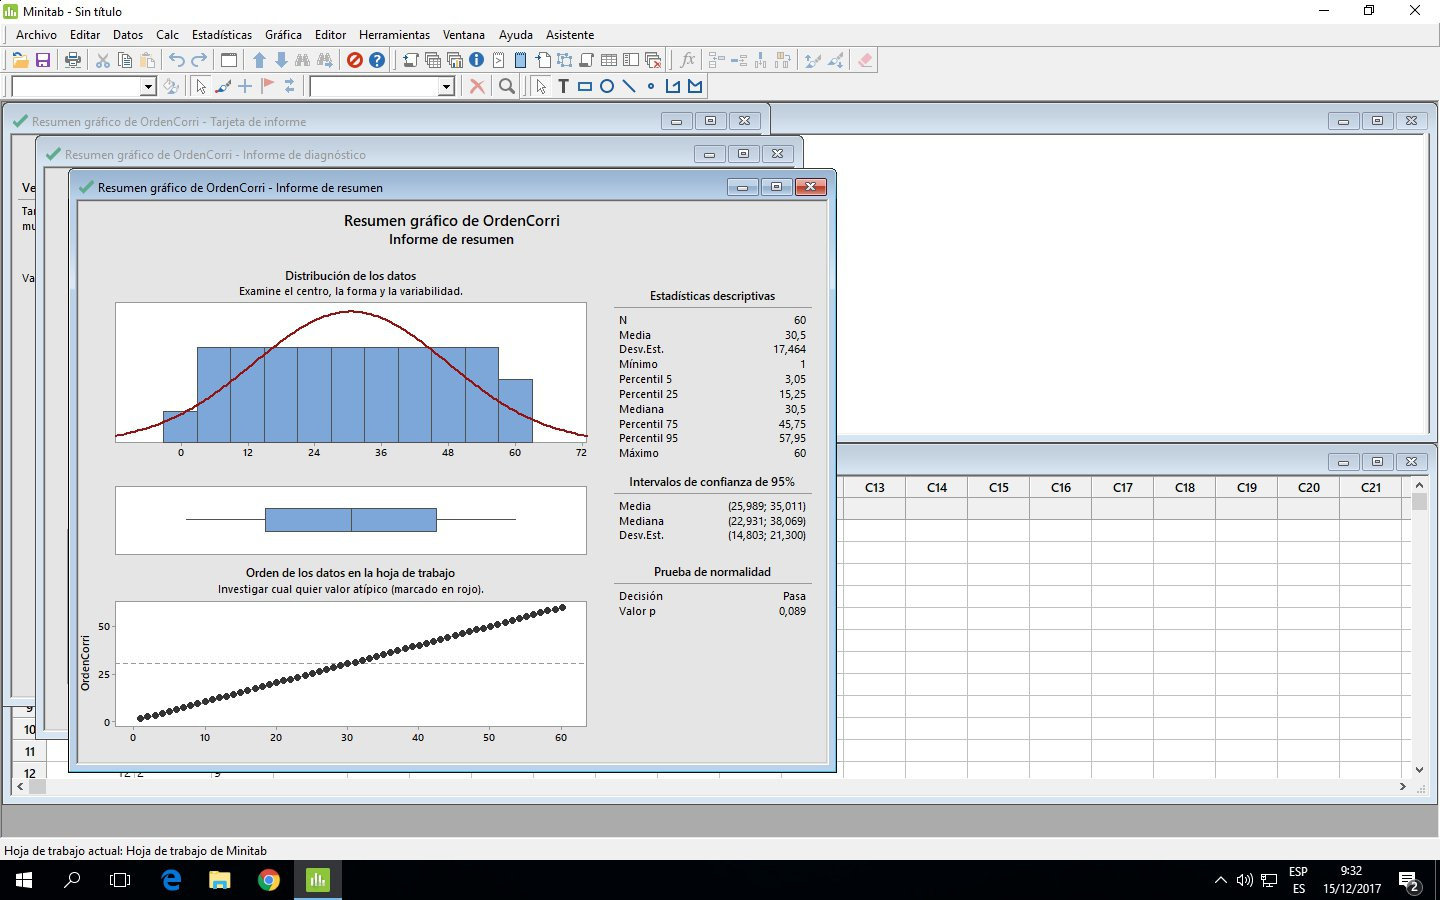 Minitab - Sin título
Archivo Editar Datos Calc Estadísticas Gráfica Editor Herramientas Ventana Ayuda Asistente
Resumen gráfico de OrdenCorri - Tarjeta de informe
Resumen gráfico de OrdenCorri - Informe de diagnóstico
Resumen gráfico de OrdenCorri - Informe de resumen
Resumen gráfico de OrdenCorri
Informe de resumen
Distribución de los datos
Examine el centro, la forma y la variabilidad.
0 12 24 36 48 60 72
Orden de los datos en la hoja de trabajo
Investigar cual quier valor atípico (marcado en rojo).
OrdenCorri
50
25
0
0 10 20 30 40 50 60
Estadísticas descriptivas
N 60
Media 30,5
Desv.Est. 17,464
Mínimo 1
Percentil 5 3,05
Percentil 25 15,25
Mediana 30,5
Percentil 75 45,75
Percentil 95 57,95
Máximo 60
Intervalos de confianza de 95%
Media (25,989; 35,011)
Mediana (22,931; 38,069)
Desv.Est. (14,803; 21,300)
Prueba de normalidad
Decisión Pasa
Valor p 0,089
C13 C14 C15 C16 C17 C18 C19 C20 C21
9
10
11
12 12 2 9
Hoja de trabajo actual: Hoja de trabajo de Minitab
ESP
ES
9:32
15/12/2017
2